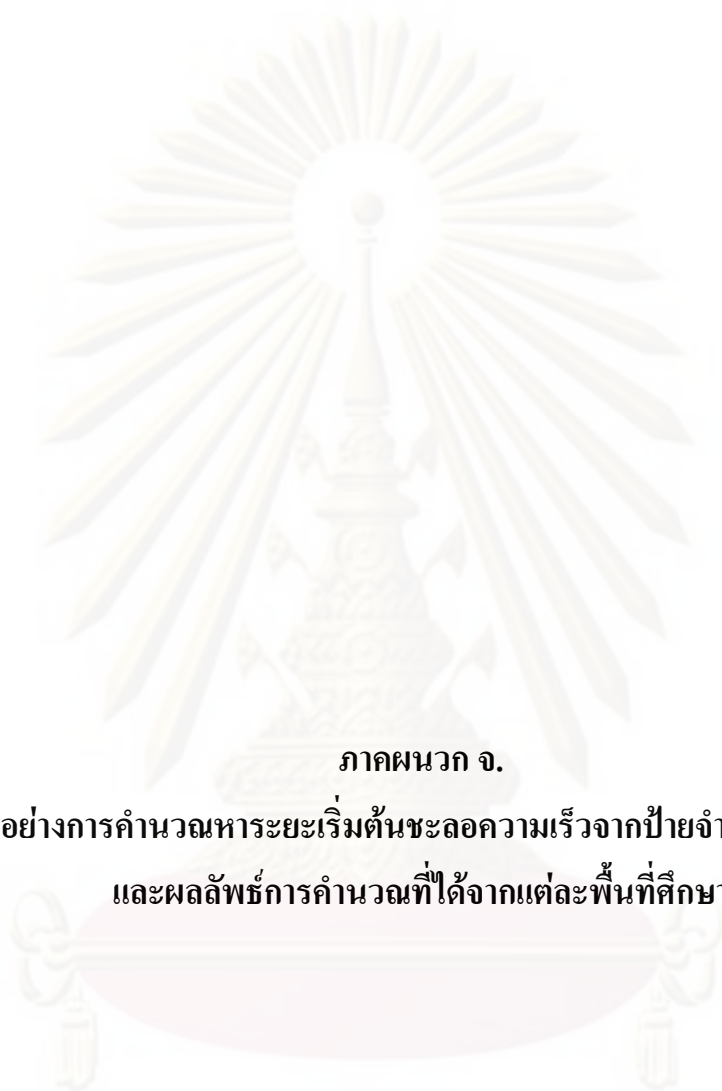 ภาคผนวก จ.
อย่างการคำนวณหาระยะเริ่มต้นชะลอความเร็วจากป้ายจำ
และผลลัพธ์การคำนวณที่ได้จากแต่ละพื้นที่ศึกษา